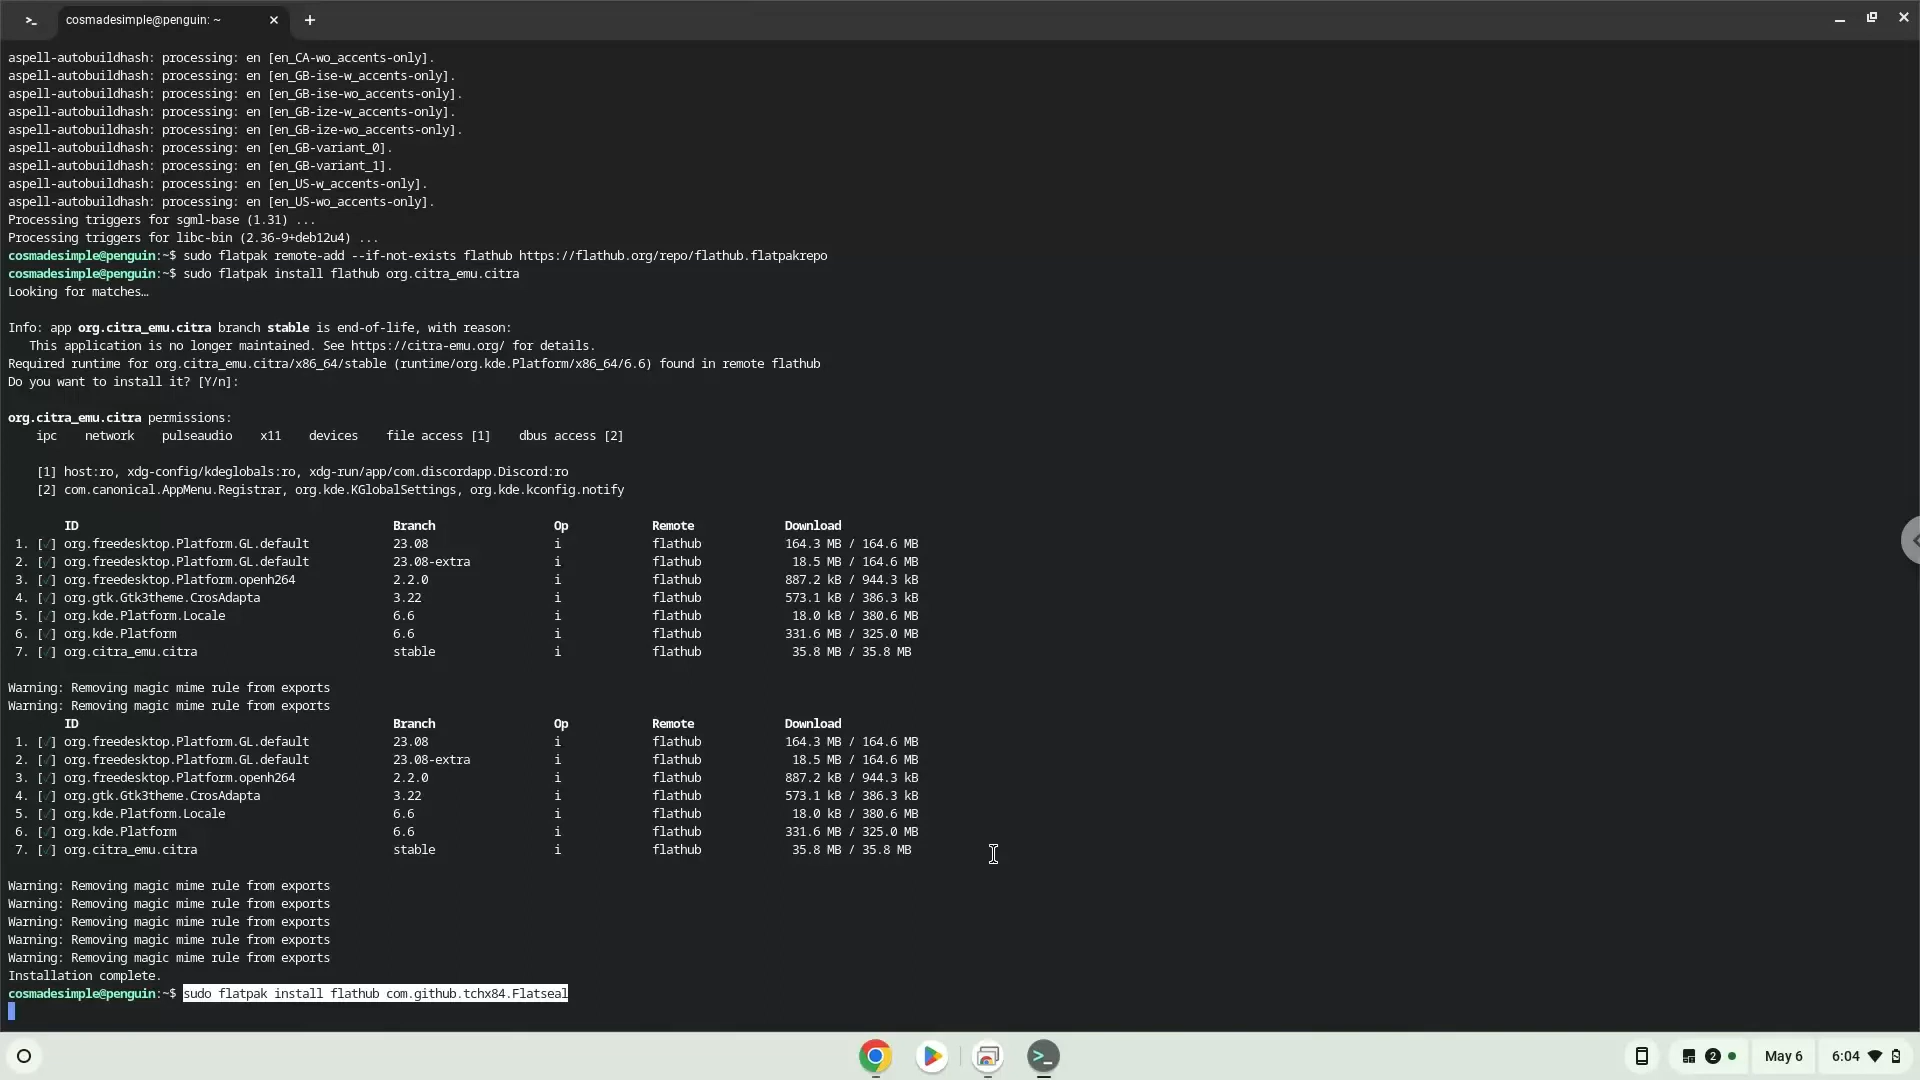 cosmadesimple@penguin: ~
aspell-autobuildhash: processing: en [en_CA-wo_accents-only].
aspell-autobuildhash: processing: en [en_GB-ise-w_accents-only].
aspell-autobuildhash: processing: en [en_GB-ise-wo_accents-only].
aspell-autobuildhash: processing: en [en_GB-ize-w_accents-only].
aspell-autobuildhash: processing: en [en_GB-ize-wo_accents-only].
aspell-autobuildhash: processing: en [en_GB-variant_0].
aspell-autobuildhash: processing: en [en_GB-variant_1].
aspell-autobuildhash: processing: en [en_US-w_accents-only].
aspell-autobuildhash: processing: en [en_US-wo_accents-only].
Processing triggers for sgml-base (1.31) ...
Processing triggers for libc-bin (2.36-9+deb12u4) ...
cosmadesimple@penguin:~$ sudo flatpak remote-add --if-not-exists flathub https://flathub.org/repo/flathub.flatpakrepo
cosmadesimple@penguin:~$ sudo flatpak install flathub org.citra_emu.citra
Looking for matches…
Info: app org.citra_emu.citra branch stable is end-of-life, with reason:
This application is no longer maintained. See https://citra-emu.org/ for details.
Required runtime for org.citra_emu.citra/x86_64/stable (runtime/org.kde.Platform/x86_64/6.6) found in remote flathub
Do you want to install it? [Y/n]:
org.citra_emu.citra permissions:
ipc network pulseaudio x11 devices file access [1] dbus access [2]
[1] host:ro, xdg-config/kdeglobals:ro, xdg-run/app/com.discordapp.Discord:ro
[2] com.canonical.AppMenu.Registrar, org.kde.KGlobalSettings, org.kde.kconfig.notify
ID Branch Op Remote Download
1. [✓] org.freedesktop.Platform.GL.default 23.08 i flathub 164.3 MB / 164.6 MB
2. [✓] org.freedesktop.Platform.GL.default 23.08-extra i flathub 18.5 MB / 164.6 MB
3. [✓] org.freedesktop.Platform.openh264 2.2.0 i flathub 887.2 kB / 944.3 kB
4. [✓] org.gtk.Gtk3theme.CrosAdapta 3.22 i flathub 573.1 kB / 386.3 kB
5. [✓] org.kde.Platform.Locale 6.6 i flathub 18.0 kB / 380.6 MB
6. [✓] org.kde.Platform 6.6 i flathub 331.6 MB / 325.0 MB
7. [✓] org.citra_emu.citra stable i flathub 35.8 MB / 35.8 MB
Warning: Removing magic mime rule from exports
Warning: Removing magic mime rule from exports
ID Branch Op Remote Download
1. [✓] org.freedesktop.Platform.GL.default 23.08 i flathub 164.3 MB / 164.6 MB
2. [✓] org.freedesktop.Platform.GL.default 23.08-extra i flathub 18.5 MB / 164.6 MB
3. [✓] org.freedesktop.Platform.openh264 2.2.0 i flathub 887.2 kB / 944.3 kB
4. [✓] org.gtk.Gtk3theme.CrosAdapta 3.22 i flathub 573.1 kB / 386.3 kB
5. [✓] org.kde.Platform.Locale 6.6 i flathub 18.0 kB / 380.6 MB
6. [✓] org.kde.Platform 6.6 i flathub 331.6 MB / 325.0 MB
7. [✓] org.citra_emu.citra stable i flathub 35.8 MB / 35.8 MB
Warning: Removing magic mime rule from exports
Warning: Removing magic mime rule from exports
Warning: Removing magic mime rule from exports
Warning: Removing magic mime rule from exports
Warning: Removing magic mime rule from exports
Installation complete.
cosmadesimple@penguin:~$ sudo flatpak install flathub com.github.tchx84.Flatseal
2 May 6 6:04